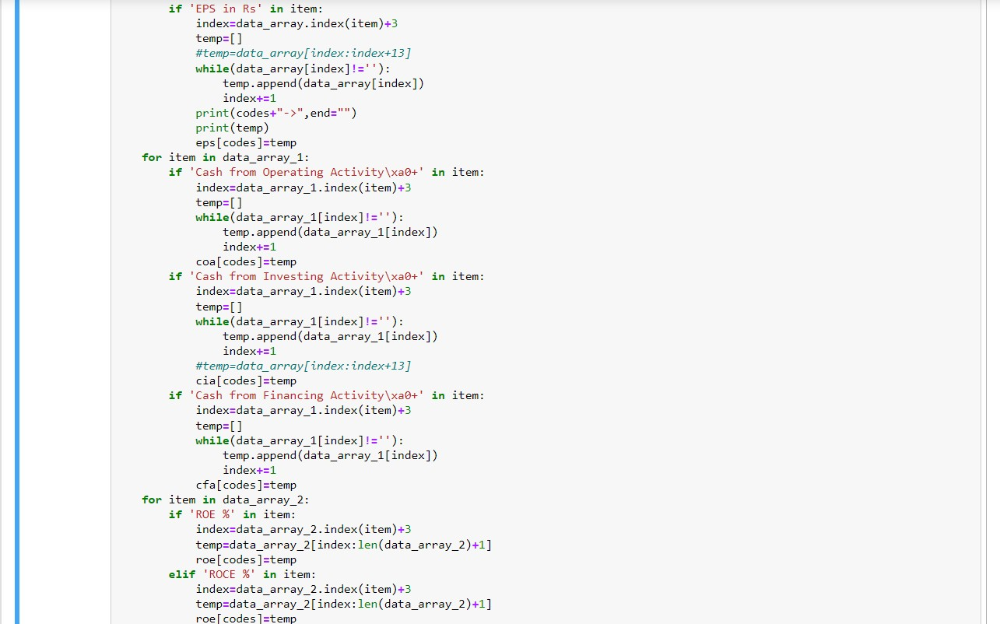 if 'EPS in Rs' in item:
index=data_array.index(item)+3
temp=[]
#temp=data_array[index:index+13]
while(data_array[index]!=''):
temp.append(data_array[index])
index+=1
print(codes+"->",end="")
print(temp)
eps[codes]=temp
for item in data_array_1:
if 'Cash from Operating Activity\xa0+' in item:
index=data_array_1.index(item)+3
temp=[]
while(data_array_1[index]!=''):
temp.append(data_array_1[index])
index+=1
coa[codes]=temp
if 'Cash from Investing Activity\xa0+' in item:
index=data_array_1.index(item)+3
temp=[]
while(data_array_1[index]!=''):
temp.append(data_array_1[index])
index+=1
#temp=data_array[index:index+13]
cia[codes]=temp
if 'Cash from Financing Activity\xa0+' in item:
index=data_array_1.index(item)+3
temp=[]
while(data_array_1[index]!=''):
temp.append(data_array_1[index])
index+=1
cfa[codes]=temp
for item in data_array_2:
if 'ROE %' in item:
index=data_array_2.index(item)+3
temp=data_array_2[index:len(data_array_2)+1]
roe[codes]=temp
elif 'ROCE %' in item:
index=data_array_2.index(item)+3
temp=data_array_2[index:len(data_array_2)+1]
roe[codes]=temp